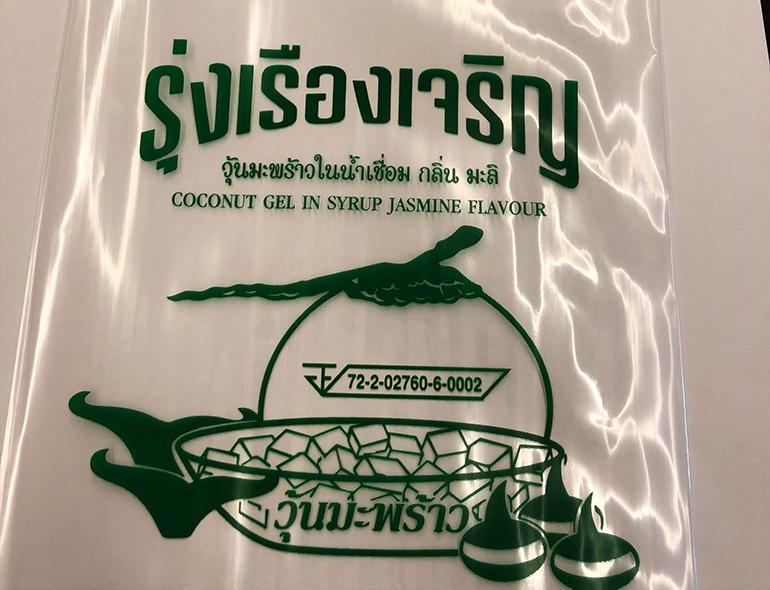 รุ่งเรืองเจริญ
วุ้นมะพร้าวในน้ำเชื่อม กลิ่น มะลิ
COCONUT GEL IN SYRUP JASMINE FLAVOUR
72-2-02760-6-0002
วุ้นมะพร้าว